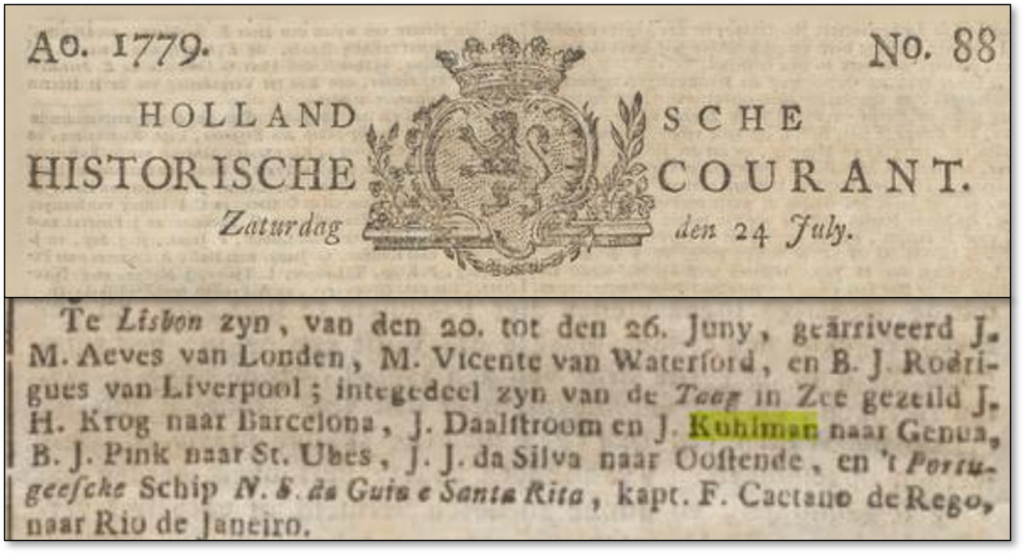 Ao. 1779.
No. 88
HOLLANDSCHE
HISTORISCHE COURANT.
Zaturdag den 24 July.
Te Lisbon zyn, van den 20. tot den 26. Juny, geärriveerd J.
M. Aeves van Londen, M. Vicente van Waterford, en B. J. Rodri-
gues van Liverpool; integedeel zyn van de Taag in Zee gezeild J.
H. Krog naar Barcelona, J. Daalstroom en J. Kuhlman naar Genua,
B. J. Pink naar St. Ubes, J. J. da Silva naar Oostende, en 't Portu-
geesche Schip N. S. da Guia e Santa Rita, kapt. F. Caetano de Rego,
naar Rio de Janeiro.